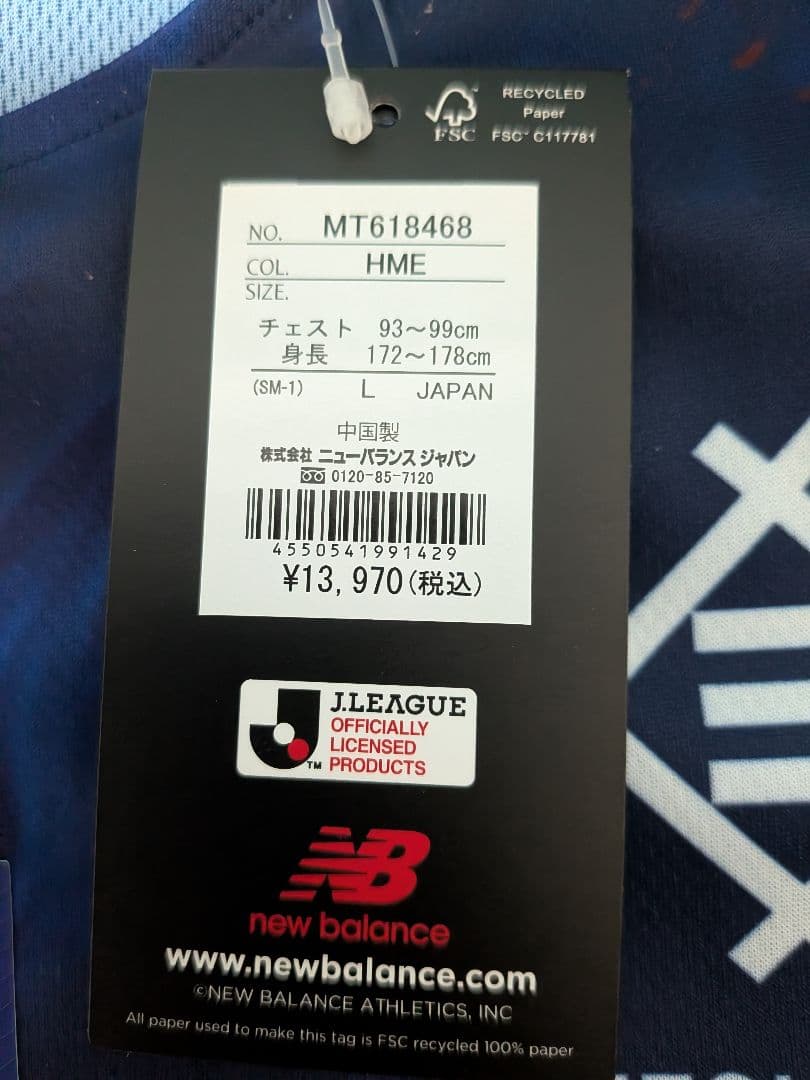 RECYCLED
Paper
FSC
FSC™ C117781
NO. MT618468
COL. HME
SIZE.
チェスト 93～99cm
身長 172～178cm
(SM-1) L JAPAN
中国製
株式会社 ニューバランス ジャパン
0120-85-7120
4550541991429
¥13,970(税込)
J.LEAGUE
OFFICIALLY
LICENSED
TM PRODUCTS
NB
new balance
www.newbalance.com
©NEW BALANCE ATHLETICS, INC
All paper used to make this tag is FSC recycled 100% paper